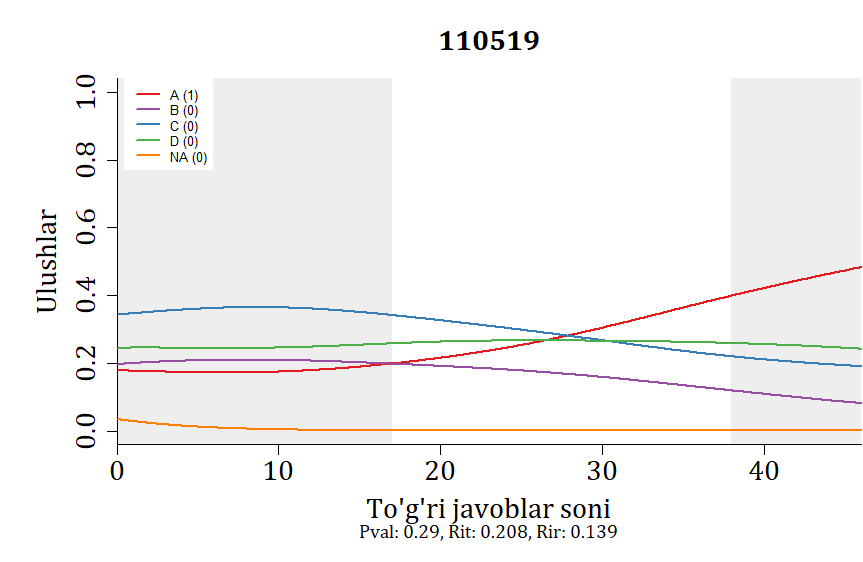 110519
A (1)
B (0)
C (0)
D (0)
NA (0)
Ulushlar
1.0
0.8
0.6
0.4
0.2
0.0
0 10 20 30 40
To'g'ri javoblar soni
Pval: 0.29, Rit: 0.208, Rir: 0.139